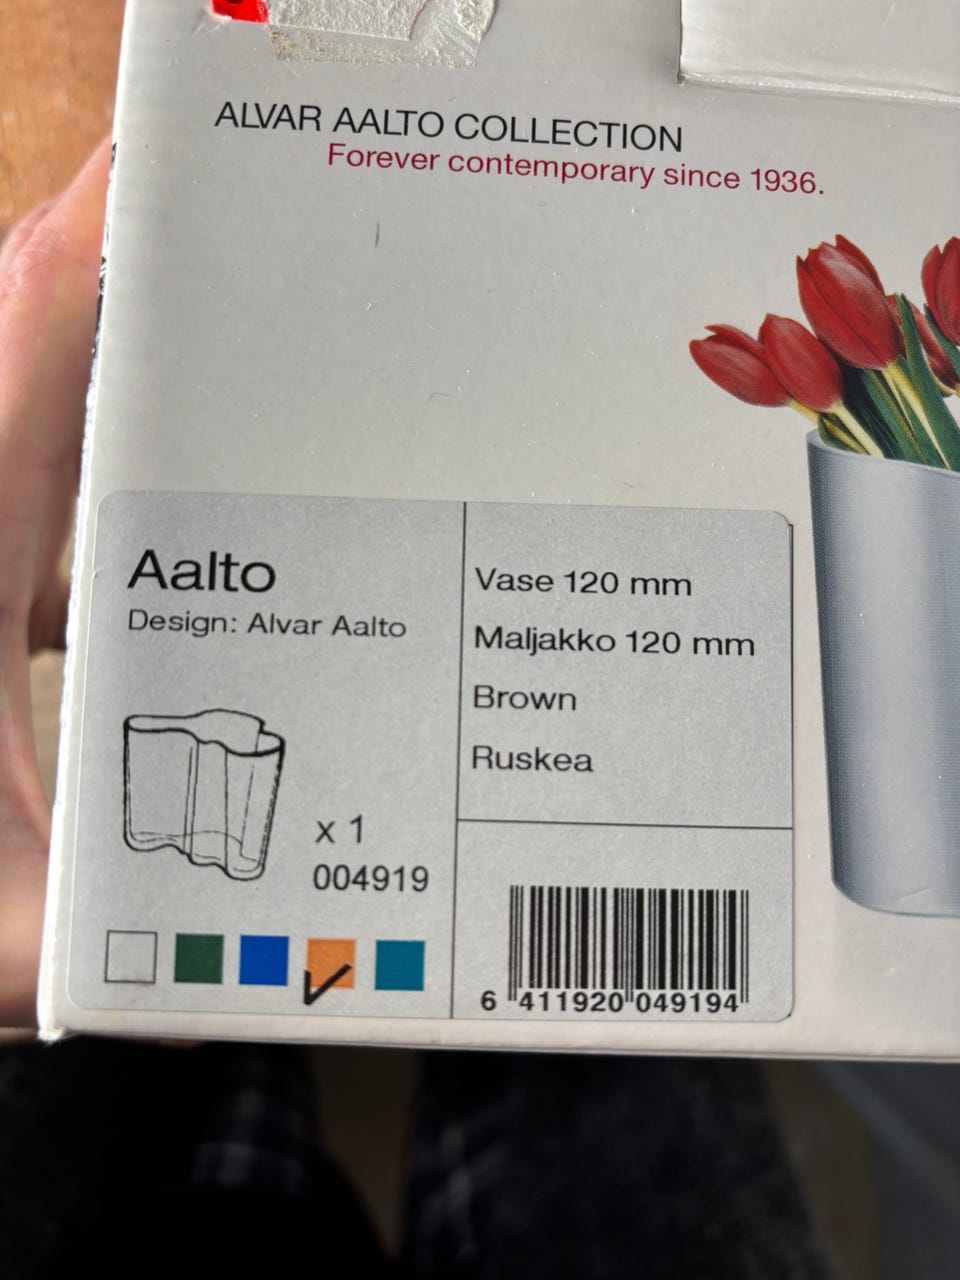 ALVAR AALTO COLLECTION
Forever contemporary since 1936.
Aalto
Design: Alvar Aalto
x 1
004919
Vase 120 mm
Maljakko 120 mm
Brown
Ruskea
6 411920 049194